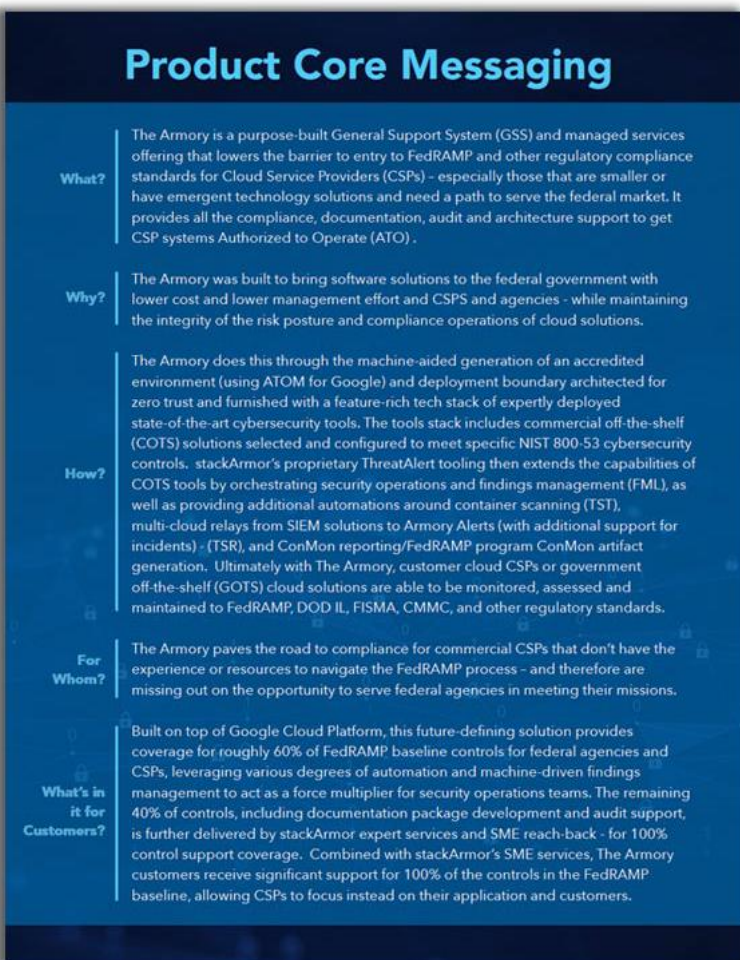 Product Core Messaging
What?
The Armory is a purpose-built General Support System (GSS) and managed services
offering that lowers the barrier to entry to FedRAMP and other regulatory compliance
standards for Cloud Service Providers (CSPs) – especially those that are smaller or
have emergent technology solutions and need a path to serve the federal market. It
provides all the compliance, documentation, audit and architecture support to get
CSP systems Authorized to Operate (ATO) .
Why?
The Armory was built to bring software solutions to the federal government with
lower cost and lower management effort and CSPS and agencies - while maintaining
the integrity of the risk posture and compliance operations of cloud solutions.
How?
The Armory does this through the machine-aided generation of an accredited
environment (using ATOM for Google) and deployment boundary architected for
zero trust and furnished with a feature-rich tech stack of expertly deployed
state-of-the-art cybersecurity tools. The tools stack includes commercial off-the-shelf
(COTS) solutions selected and configured to meet specific NIST 800-53 cybersecurity
controls. stackArmor's proprietary ThreatAlert tooling then extends the capabilities of
COTS tools by orchestrating security operations and findings management (FML), as
well as providing additional automations around container scanning (TST),
multi-cloud relays from SIEM solutions to Armory Alerts (with additional support for
incidents) - (TSR), and ConMon reporting/FedRAMP program ConMon artifact
generation. Ultimately with The Armory, customer cloud CSPs or government
off-the-shelf (GOTS) cloud solutions are able to be monitored, assessed and
maintained to FedRAMP, DOD IL, FISMA, CMMC, and other regulatory standards.
For
Whom?
The Armory paves the road to compliance for commercial CSPs that don't have the
experience or resources to navigate the FedRAMP process – and therefore are
missing out on the opportunity to serve federal agencies in meeting their missions.
What's in
it for
Customers?
Built on top of Google Cloud Platform, this future-defining solution provides
coverage for roughly 60% of FedRAMP baseline controls for federal agencies and
CSPs, leveraging various degrees of automation and machine-driven findings
management to act as a force multiplier for security operations teams. The remaining
40% of controls, including documentation package development and audit support,
is further delivered by stackArmor expert services and SME reach-back - for 100%
control support coverage. Combined with stackArmor's SME services, The Armory
customers receive significant support for 100% of the controls in the FedRAMP
baseline, allowing CSPs to focus instead on their application and customers.